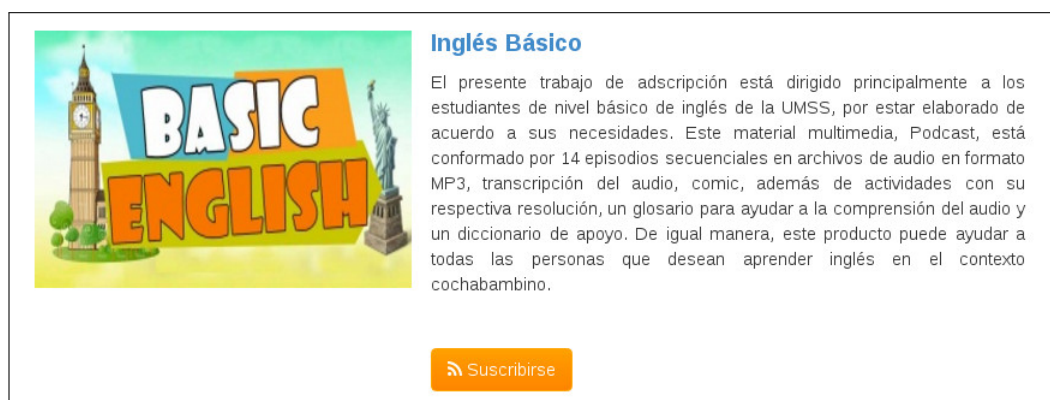 BASIC
ENGLISH
Inglés Básico
El presente trabajo de adscripción está dirigido principalmente a los
estudiantes de nivel básico de inglés de la UMSS, por estar elaborado de
acuerdo a sus necesidades. Este material multimedia, Podcast, está
conformado por 14 episodios secuenciales en archivos de audio en formato
MP3, transcripción del audio, comic, además de actividades con su
respectiva resolución, un glosario para ayudar a la comprensión del audio y
un diccionario de apoyo. De igual manera, este producto puede ayudar a
todas las personas que desean aprender inglés en el contexto
cochabambino.
Suscribirse